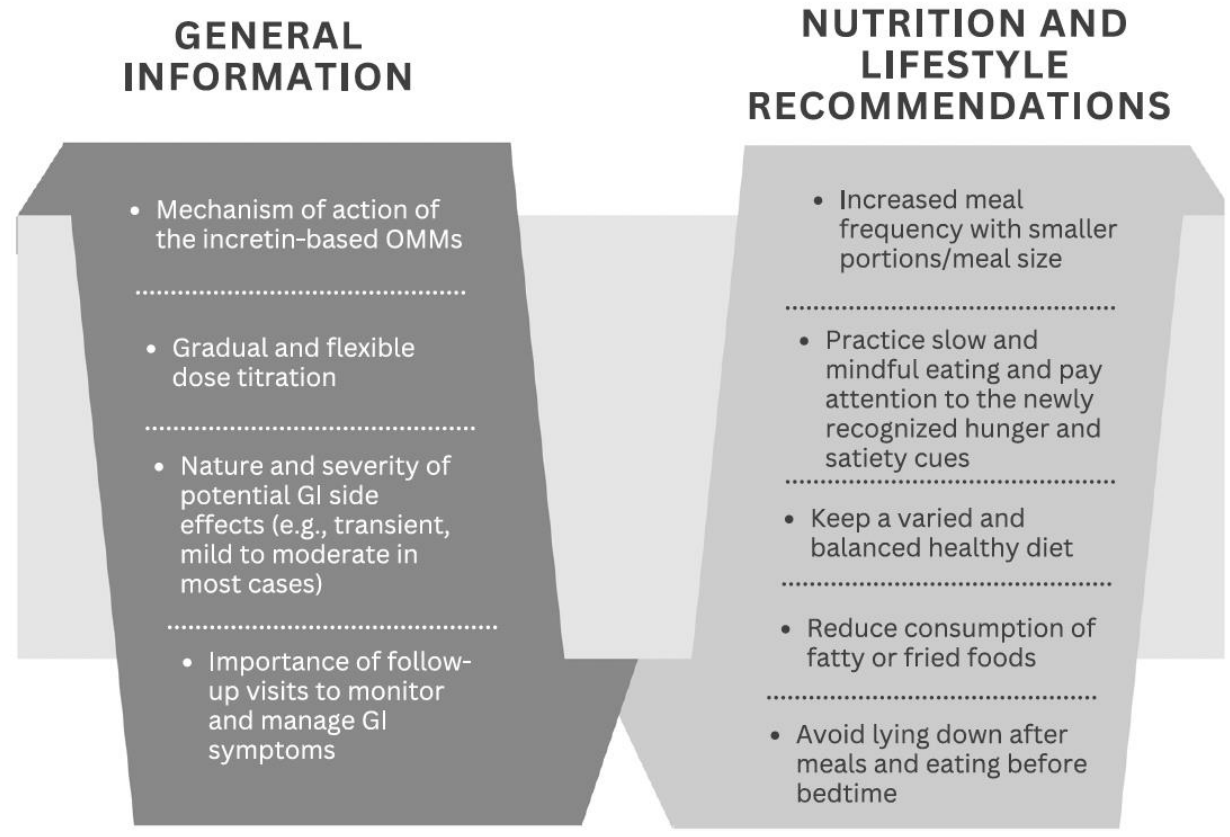 GENERAL
INFORMATION
• Mechanism of action of
the incretin-based OMMs
• Gradual and flexible
dose titration
• Nature and severity of
potential GI side
effects (e.g., transient,
mild to moderate in
most cases)
• Importance of follow-
up visits to monitor
and manage GI
symptoms
NUTRITION AND
LIFESTYLE
RECOMMENDATIONS
• Increased meal
frequency with smaller
portions/meal size
• Practice slow and
mindful eating and pay
attention to the newly
recognized hunger and
satiety cues
• Keep a varied and
balanced healthy diet
• Reduce consumption of
fatty or fried foods
• Avoid lying down after
meals and eating before
bedtime